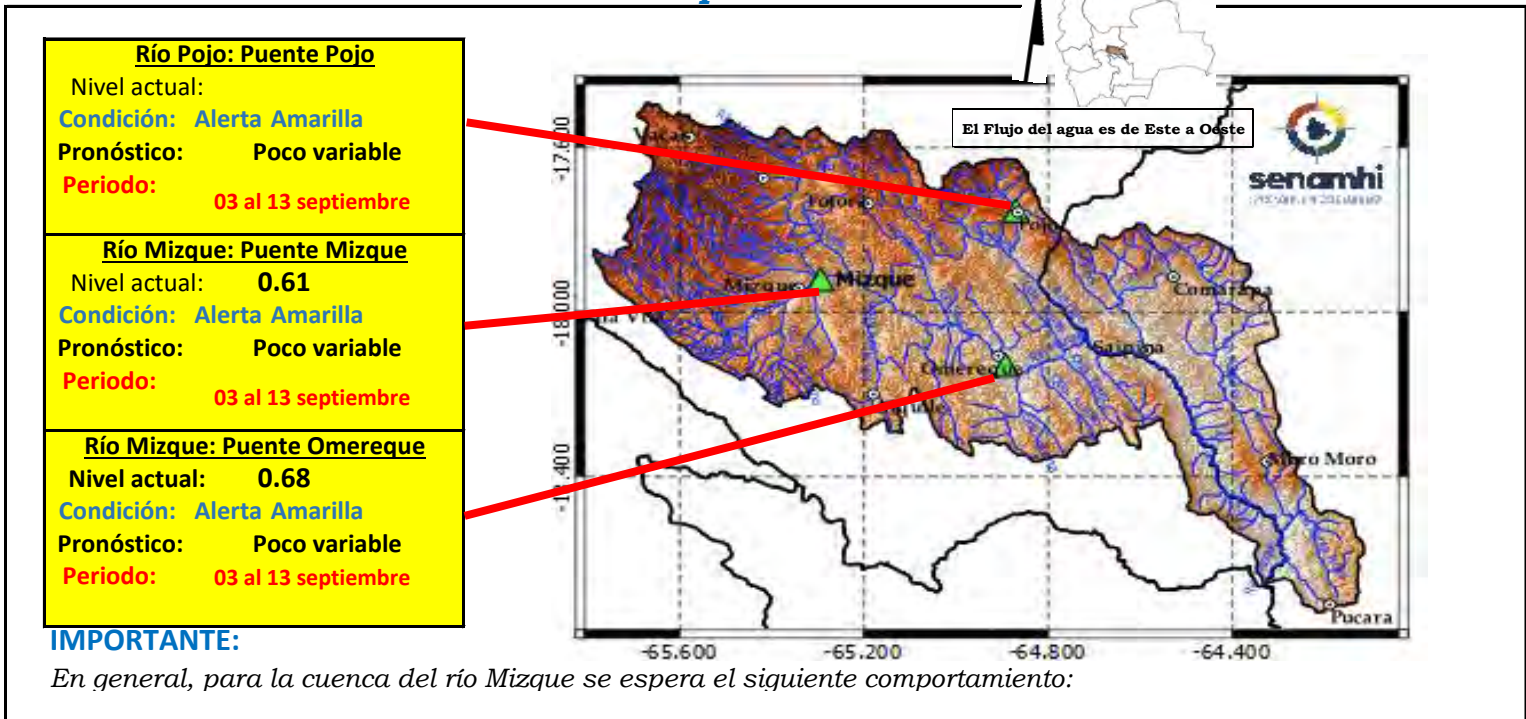 Río Pojo: Puente Pojo
Nivel actual:
Condición: Alerta Amarilla
Pronóstico: Poco variable
Periodo:
03 al 13 septiembre
Río Mizque: Puente Mizque
Nivel actual: 0.61
Condición: Alerta Amarilla
Pronóstico: Poco variable
Periodo:
03 al 13 septiembre
Río Mizque: Puente Omereque
Nivel actual: 0.68
Condición: Alerta Amarilla
Pronóstico: Poco variable
Periodo: 03 al 13 septiembre
El Flujo del agua es de Este a Oeste
senamhi
-17.600
Pojo
Mizque
Mizque
Comarapa
-18.000
Saipina
Omereque
Moro Moro
Pucara
-65.600
-65.200
-64.800
-64.400
IMPORTANTE:
En general, para la cuenca del río Mizque se espera el siguiente comportamiento: